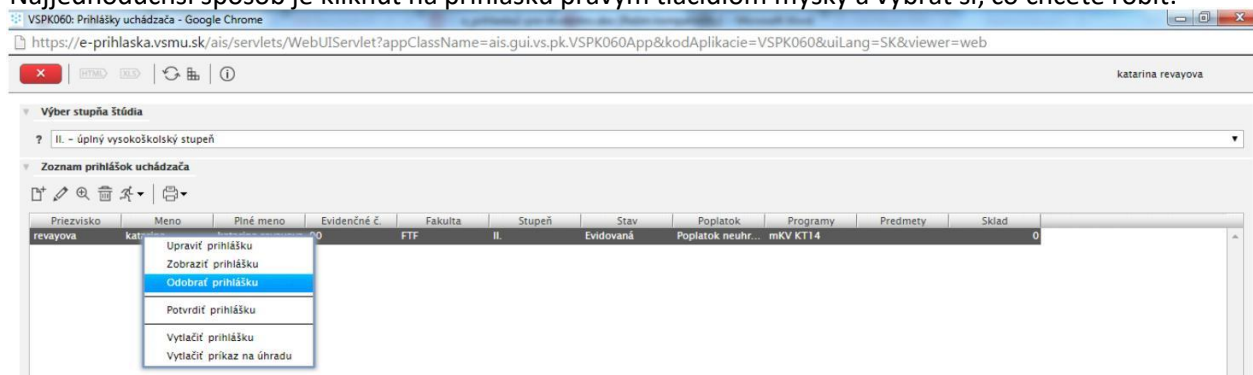 Najjednoduchší spôsob je kliknúť na prihlášku pravým tlačidlom myšky a vybrať si, čo chcete robiť.
VSPK060: Prihlášky uchádzača - Google Chrome
https://e-prihlaska.vsmu.sk/ais/servlets/WebUIServlet?appClassName=ais.gui.vs.pk.VSPK060App&kodAplikacie=VSPK060&uiLang=SK&viewer=web
HTML XLS katarina revayova
Výber stupňa štúdia
? II. - úplný vysokoškolský stupeň
Zoznam prihlášok uchádzača
Priezvisko Meno Plné meno Evidenčné č. Fakulta Stupeň Stav Poplatok Programy Predmety Sklad
revayova FTF II. Evidovaná Poplatok neuhr... mKV KT14 0
Upraviť prihlášku
Zobraziť prihlášku
Odobrať prihlášku
Potvrdiť prihlášku
Vytlačiť prihlášku
Vytlačiť príkaz na úhradu